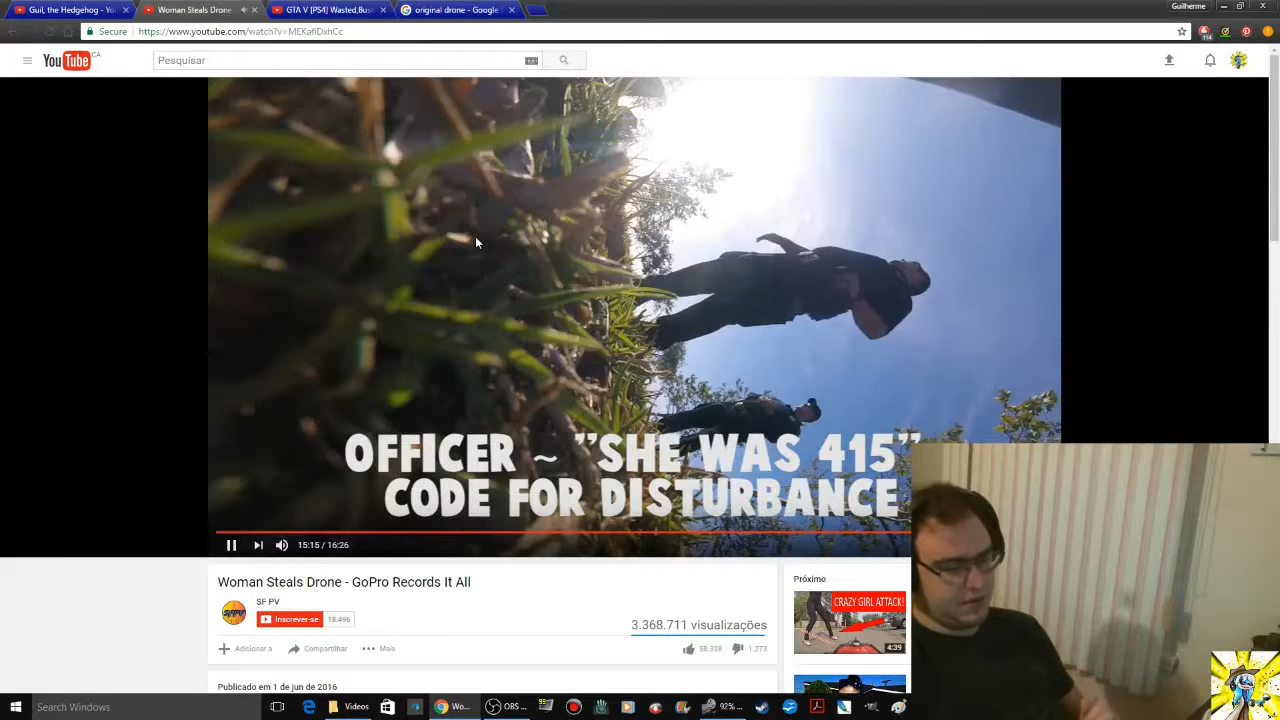 Guil, the Hedgehog - Yo
Woman Steals Drone
GTA V [PS4] Wasted,Bus
original drone - Google
Guilherme
Secure
https://www.youtube.com/watch?v=MEKafiDxhCc
YouTube CA
Pesquisar
OFFICER ~ "SHE WAS 415"
CODE FOR DISTURBANCE
15:15 / 16:26
Woman Steals Drone - GoPro Records It All
SF PV
Inscrever-se 18.496
3.368.711 visualizações
Adicionar a Compartilhar Mais
58.328 1.273
Publicado em 1 de jun de 2016
Próximo
CRAZY GIRL ATTACK!
4:39
Search Windows
Videos
Wo...
OBS ...
92% ...